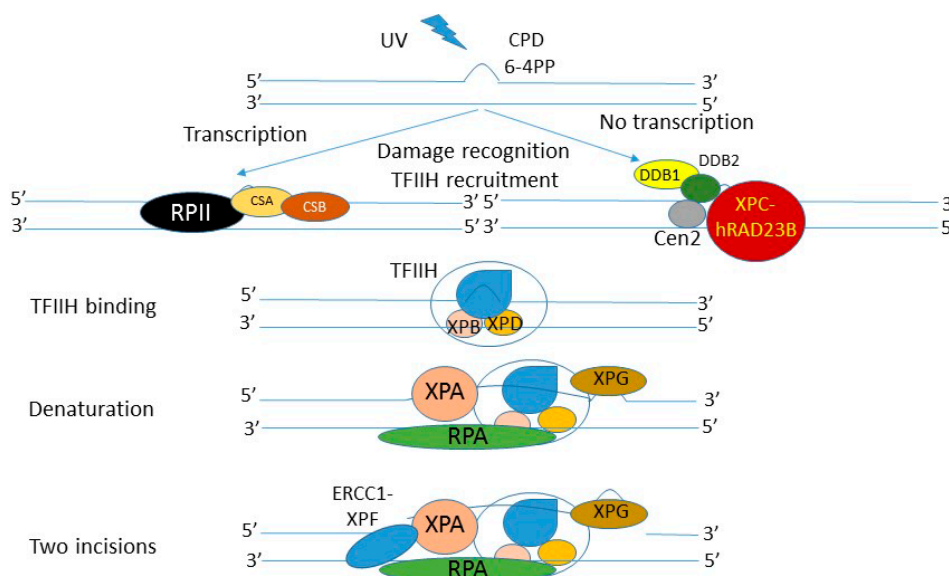 UV
CPD
6-4PP
5’ 3’
3’ 5’
Transcription
No transcription
Damage recognition
TFIIH recruitment
DDB1
DDB2
5’ 3’ 5’ 3’
RPII
CSA
CSB
XPC-
hRAD23B
3’ 5’ 5’
Cen2
TFIIH
TFIIH binding
5’ 3’
3’ XPB XPD 5’
XPG
5’ XPA 3’
Denaturation
3’ RPA 5’
ERCC1-
XPF
XPA XPG
5’ 3’
Two incisions
3’ RPA 5’